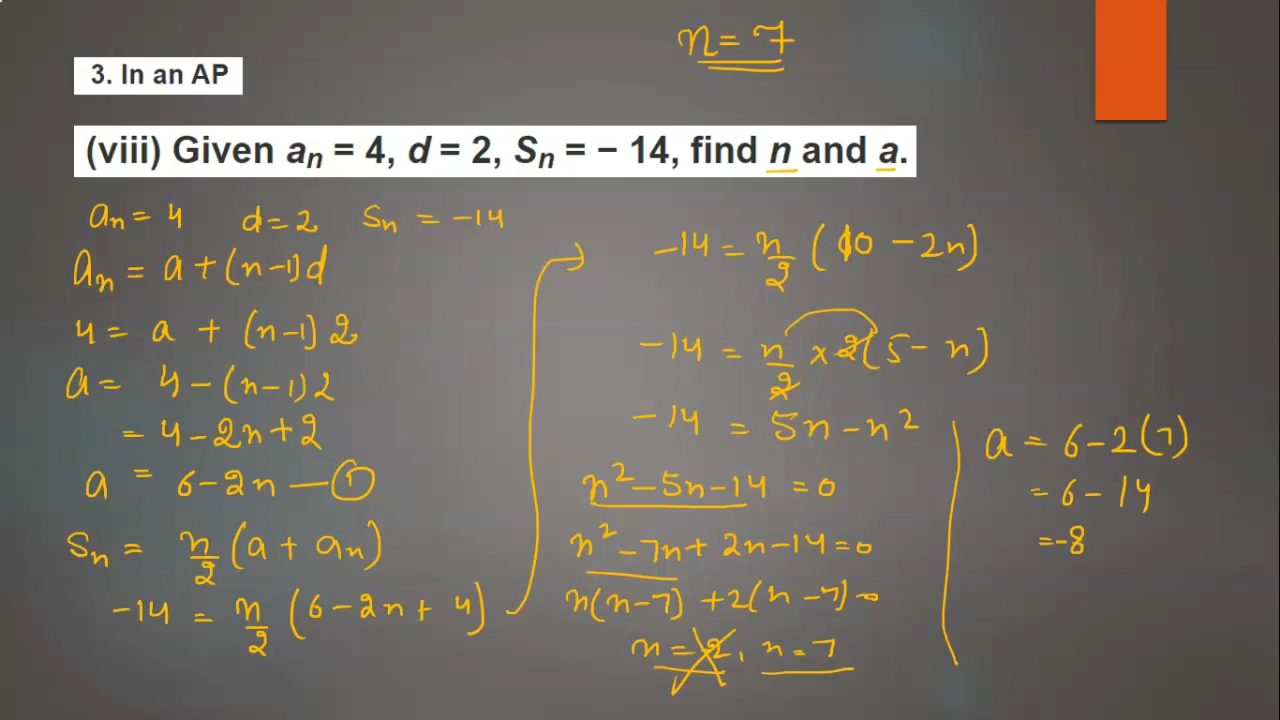 n = 7
3. In an AP
(viii) Given an = 4, d = 2, Sn = − 14, find n and a.
an = 4 d = 2 Sn = -14
an = a + (n-1)d
4 = a + (n-1) 2
a = 4 - (n-1) 2
= 4 - 2n + 2
a = 6 - 2n — ①
Sn = n/2 (a + an)
-14 = n/2 (6 - 2n + 4)
-14 = n/2 (10 - 2n)
-14 = n/2 × 2(5 - n)
-14 = 5n - n²
n² - 5n - 14 = 0
n² - 7n + 2n - 14 = 0
n(n-7) + 2(n-7) =
n = -2, n = 7
a = 6 - 2(7)
= 6 - 14
= -8